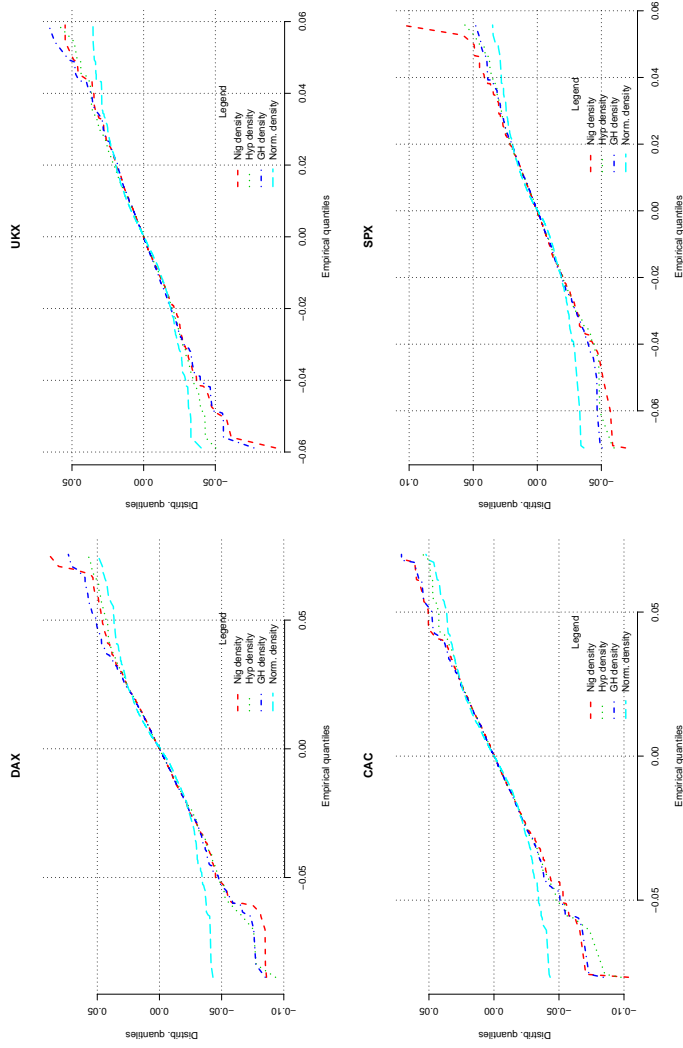 DAX
Distrib. quantiles
0.05
0.00
−0.05
−0.10
Legend
Nig density
Hyp density
GH density
Norm. density
−0.05
0.00
0.05
Empirical quantiles
UKX
Distrib. quantiles
0.05
0.00
−0.05
Legend
Nig density
Hyp density
GH density
Norm. density
−0.06
−0.04
−0.02
0.00
0.02
0.04
0.06
Empirical quantiles
CAC
Distrib. quantiles
0.05
0.00
−0.05
−0.10
Legend
Nig density
Hyp density
GH density
Norm. density
−0.05
0.00
0.05
Empirical quantiles
SPX
Distrib. quantiles
0.10
0.05
0.00
−0.05
Legend
Nig density
Hyp density
GH density
Norm. density
−0.06
−0.04
−0.02
0.00
0.02
0.04
0.06
Empirical quantiles